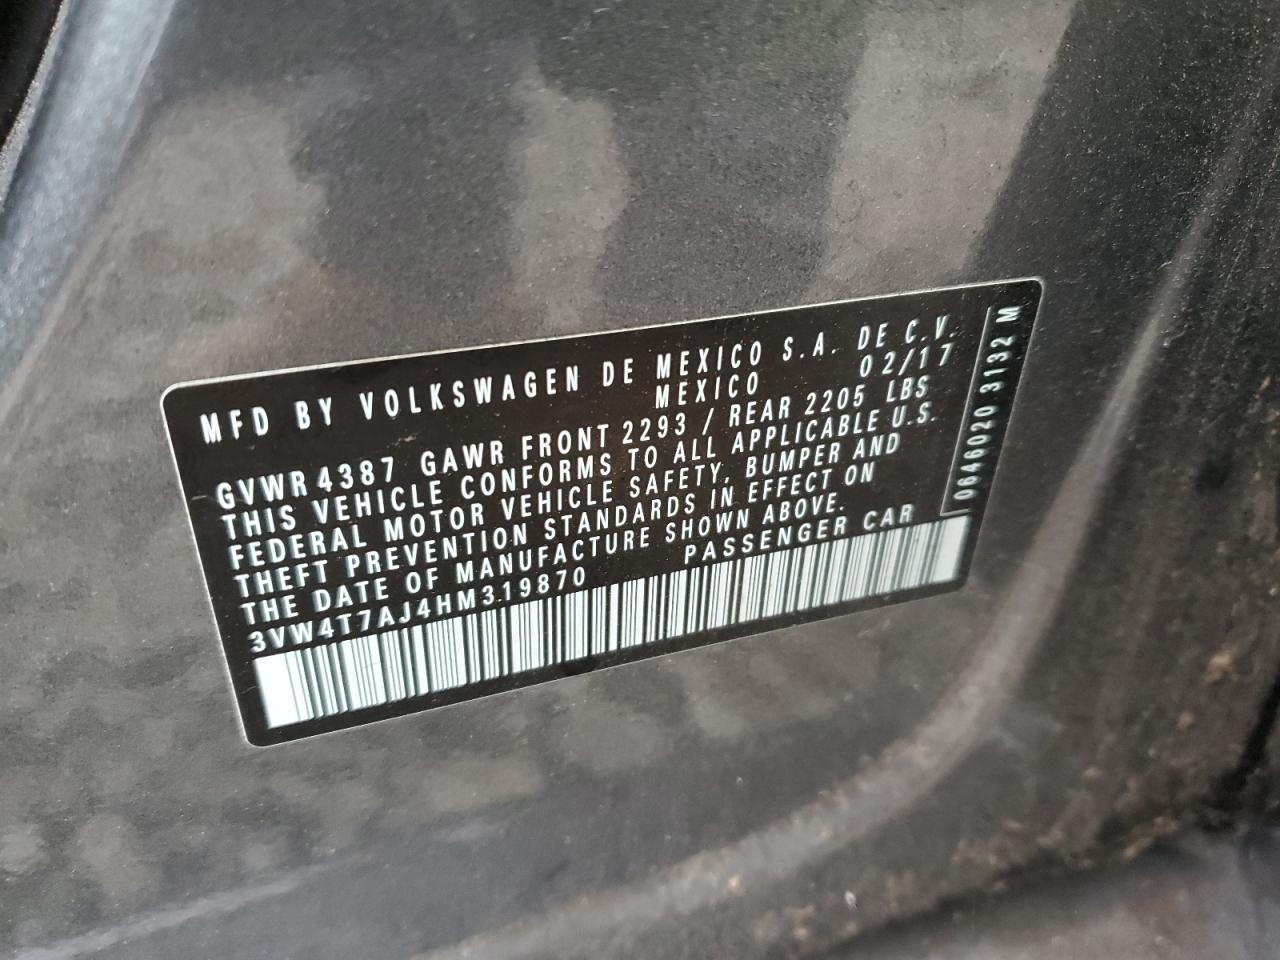 MFD BY VOLKSWAGEN DE MEXICO S.A. DE C.V.
MEXICO 02/17
GVWR 4387 GAWR FRONT 2293 / REAR 2205 LBS
THIS VEHICLE CONFORMS TO ALL APPLICABLE U.S.
FEDERAL MOTOR VEHICLE SAFETY, BUMPER AND
THEFT PREVENTION STANDARDS IN EFFECT ON
THE DATE OF MANUFACTURE SHOWN ABOVE.
3VW4T7AJ4HM319870 PASSENGER CAR
0646020 3132 M